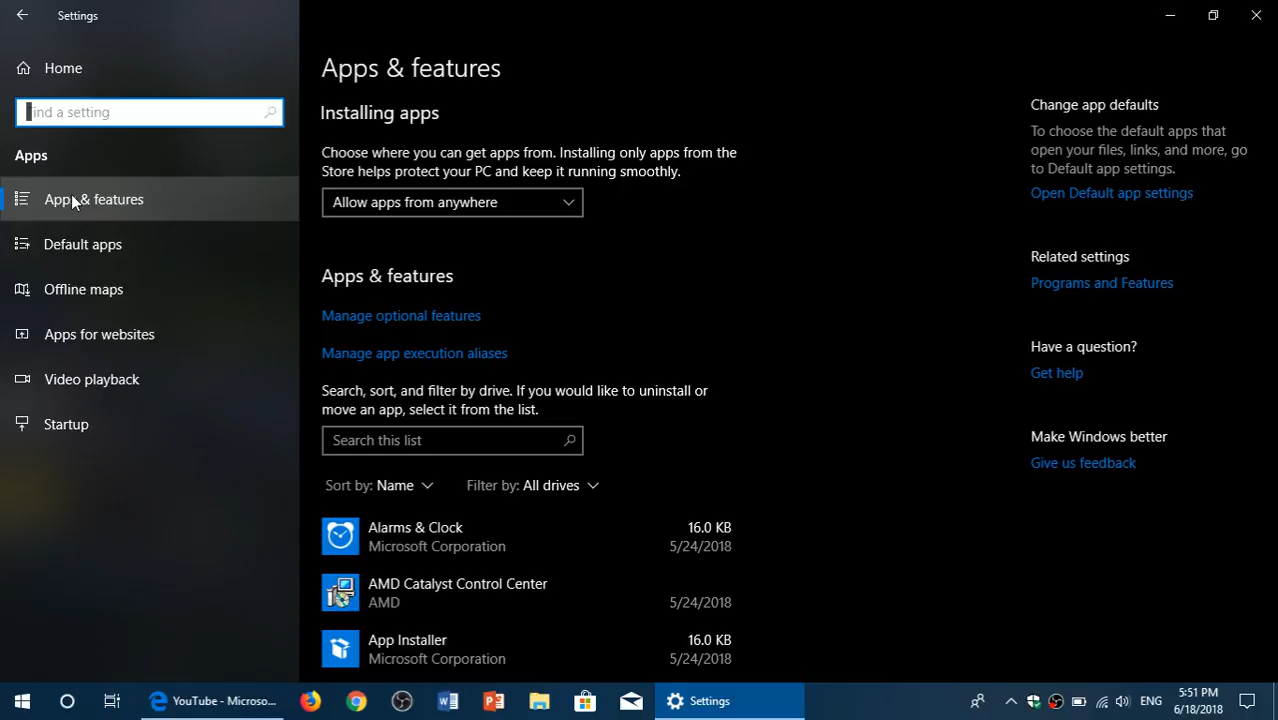 Settings
Home
Find a setting
Apps
Apps & features
Default apps
Offline maps
Apps for websites
Video playback
Startup
Apps & features
Installing apps
Choose where you can get apps from. Installing only apps from the
Store helps protect your PC and keep it running smoothly.
Allow apps from anywhere
Apps & features
Manage optional features
Manage app execution aliases
Search, sort, and filter by drive. If you would like to uninstall or
move an app, select it from the list.
Search this list
Sort by: Name Filter by: All drives
Alarms & Clock 16.0 KB
Microsoft Corporation 5/24/2018
AMD Catalyst Control Center
AMD 5/24/2018
App Installer 16.0 KB
Microsoft Corporation 5/24/2018
Change app defaults
To choose the default apps that
open your files, links, and more, go
to Default app settings.
Open Default app settings
Related settings
Programs and Features
Have a question?
Get help
Make Windows better
Give us feedback
YouTube - Microso...
Settings
ENG
5:51 PM
6/18/2018